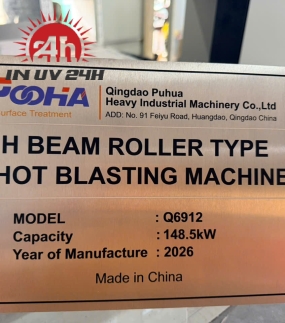 24h
IN UV 24H
POOHA
Surface Treatment
Qingdao Puhua
Heavy Industrial Machinery Co.,Ltd
ADD: No. 91 Feiyu Road, Huangdao, Qingdao China
H BEAM ROLLER TYPE
HOT BLASTING MACHINE
MODEL : Q6912
Capacity : 148.5kW
Year of Manufacture : 2026
Made in China